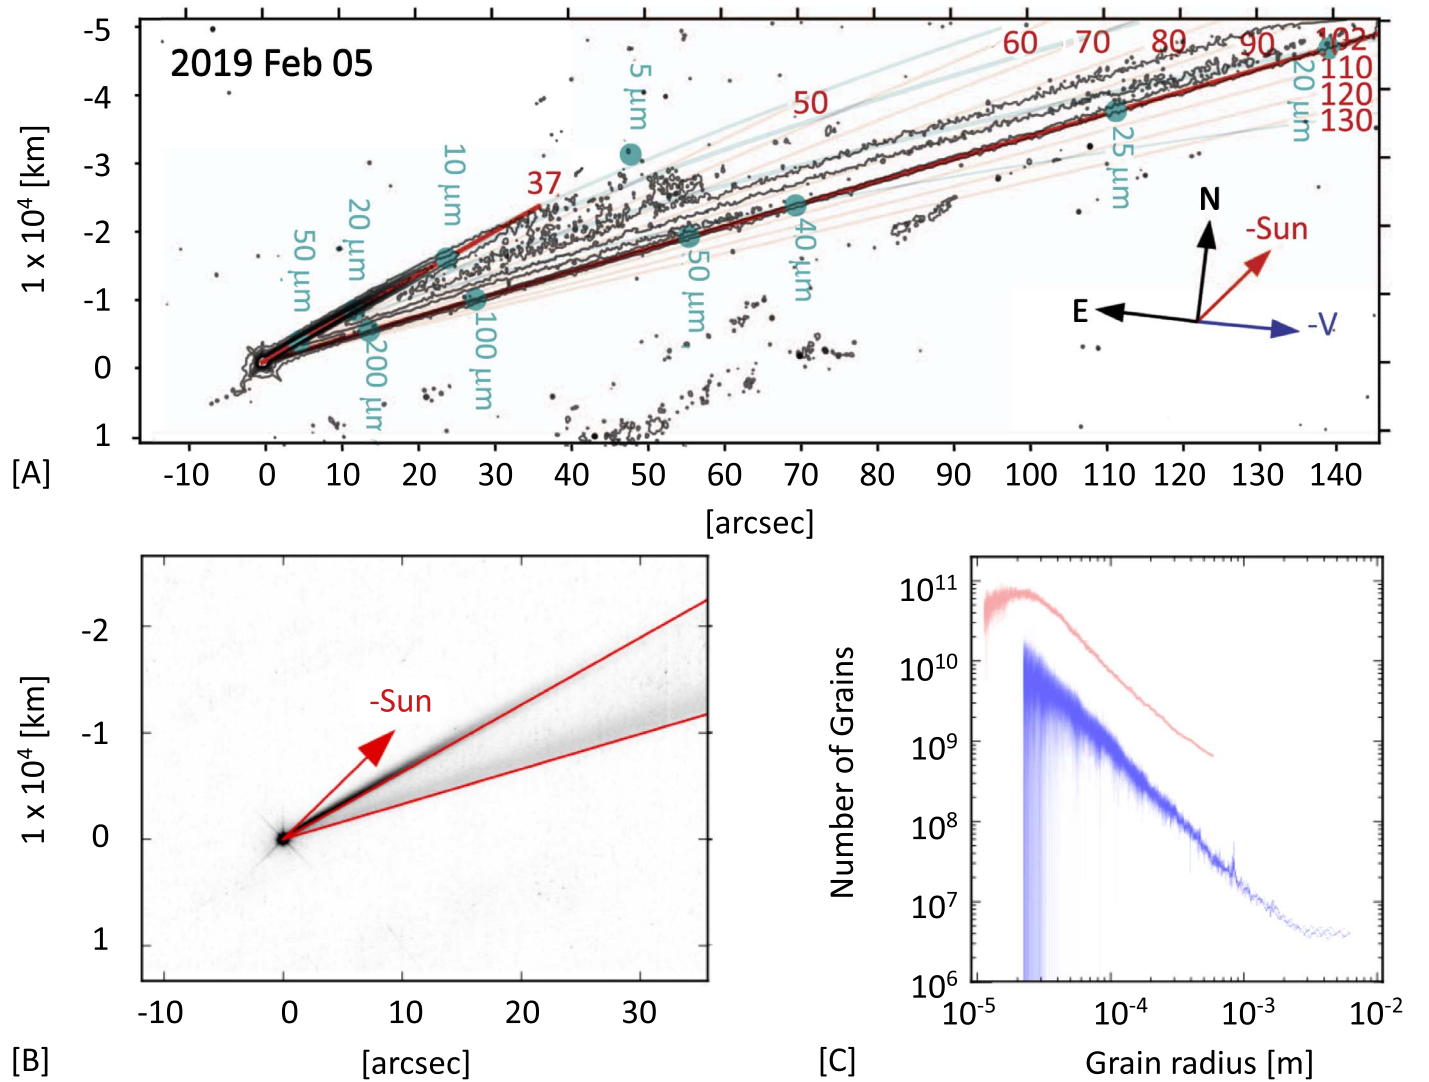 2019 Feb 05
-5
-4
-3
-2
-1
0
1
1 x 10⁴ [km]
60 70 80 90 102
110
120
130
50
37
5 µm
10 µm
20 µm
50 µm
200 µm
100 µm
50 µm
40 µm
25 µm
20 µm
N
-Sun
E
-V
-10 0 10 20 30 40 50 60 70 80 90 100 110 120 130 140
[A]
[arcsec]
-2
-1
0
1
1 x 10⁴ [km]
-Sun
-10 0 10 20 30
[B]
[arcsec]
10¹¹
10¹⁰
10⁹
10⁸
10⁷
10⁶
Number of Grains
10⁻⁵ 10⁻⁴ 10⁻³ 10⁻²
[C]
Grain radius [m]